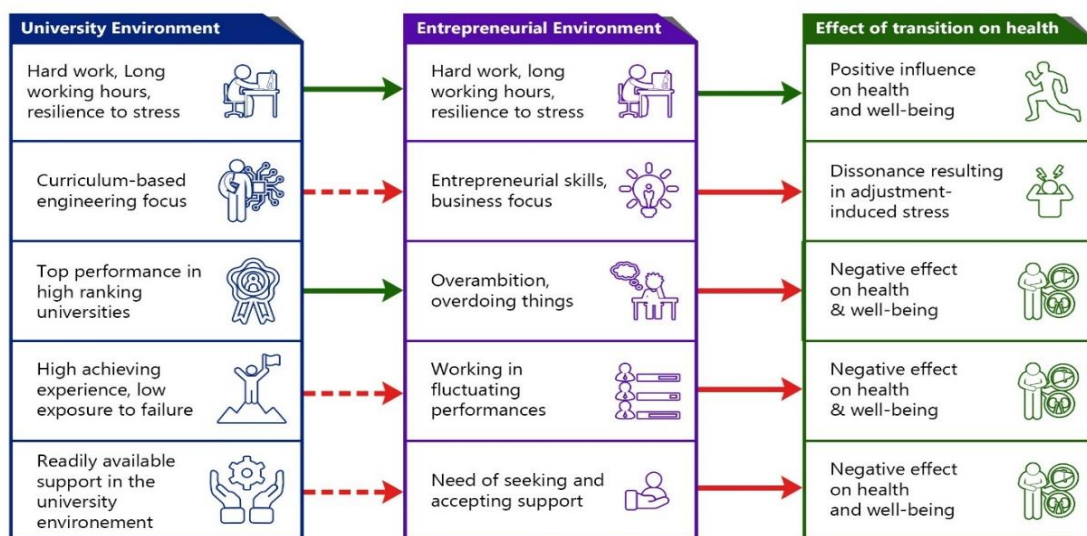 University Environment
Entrepreneurial Environment
Effect of transition on health
Hard work, Long
working hours,
resilience to stress
Hard work, long
working hours,
resilience to stress
Positive influence
on health
and well-being
Curriculum-based
engineering focus
Entrepreneurial skills,
business focus
Dissonance resulting
in adjustment-
induced stress
Top performance in
high ranking
universities
Overambition,
overdoing things
Negative effect
on health
& well-being
High achieving
experience, low
exposure to failure
Working in
fluctuating
performances
Negative effect
on health
& well-being
Readily available
support in the
university
environement
Need of seeking and
accepting support
Negative effect
on health
and well-being